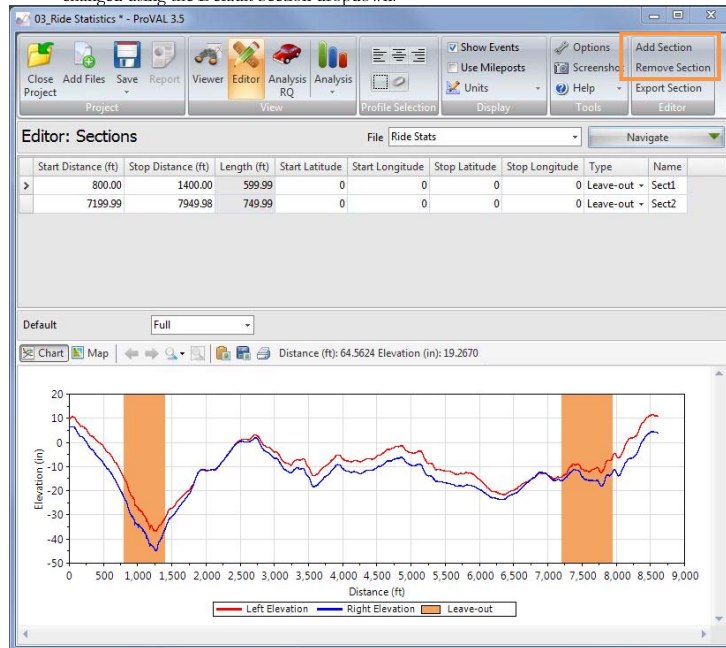 03_Ride Statistics * - ProVAL 3.5
Close Project
Add Files
Save
Report
Viewer
Editor
Analysis RQ
Analysis
Show Events
Use Mileposts
Units
Options
Screenshot
Help
Add Section
Remove Section
Export Section
Project
View
Profile Selection
Display
Tools
Editor
Editor: Sections
File Ride Stats
Navigate
Start Distance (ft) Stop Distance (ft) Length (ft) Start Latitude Start Longitude Stop Latitude Stop Longitude Type Name
800.00 1400.00 599.99 0 0 0 0 Leave-out Sect1
7199.99 7949.98 749.99 0 0 0 0 Leave-out Sect2
Default Full
Chart Map Distance (ft): 64.5624 Elevation (in): 19.2670
20
10
0
-10
-20
-30
-40
-50
Elevation (in)
0 500 1,000 1,500 2,000 2,500 3,000 3,500 4,000 4,500 5,000 5,500 6,000 6,500 7,000 7,500 8,000 8,500 9,000
Distance (ft)
Left Elevation Right Elevation Leave-out